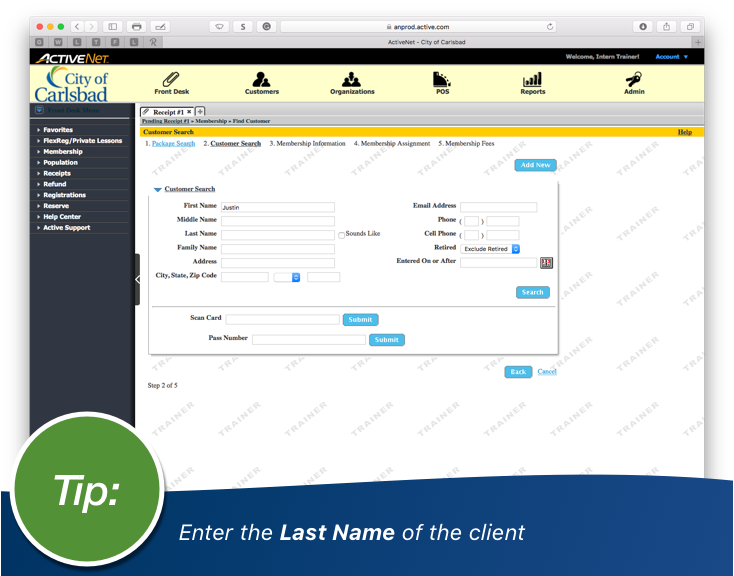 anprod.active.com
G W L T F L R
ActiveNet - City of Carlsbad
+
ACTIVENET Welcome, Intern Trainer! Account ▼
City of
Carlsbad
Front Desk Customers Organizations POS Reports Admin
Receipt #1 × +
Pending Receipt #1 » Membership » Find Customer
Customer Search Help
1. Package Search 2. Customer Search 3. Membership Information 4. Membership Assignment 5. Membership Fees
Favorites
FlexReg/Private Lessons
Membership
Population
Receipts
Refund
Registrations
Reserve
Help Center
Active Support
Add New
Customer Search
First Name Justin Email Address
Middle Name Phone ( )
Last Name Sounds Like Cell Phone ( )
Family Name Retired Exclude Retired
Address Entered On or After
City, State, Zip Code
Search
Scan Card Submit
Pass Number Submit
Back Cancel
Step 2 of 5
TRAINER
Tip:
Enter the Last Name of the client